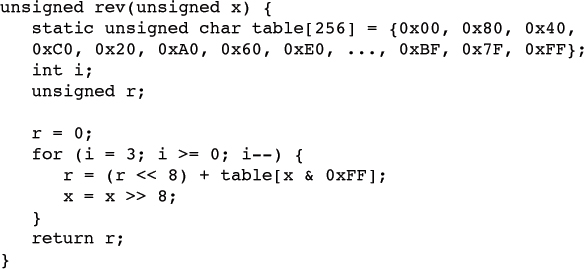 unsigned rev(unsigned x) {
   static unsigned char table[256] = {0x00, 0x80, 0x40,
   0xC0, 0x20, 0xA0, 0x60, 0xE0, ..., 0xBF, 0x7F, 0xFF};
   int i;
   unsigned r;

   r = 0;
   for (i = 3; i >= 0; i--) {
      r = (r << 8) + table[x & 0xFF];
      x = x >> 8;
   }
   return r;
}